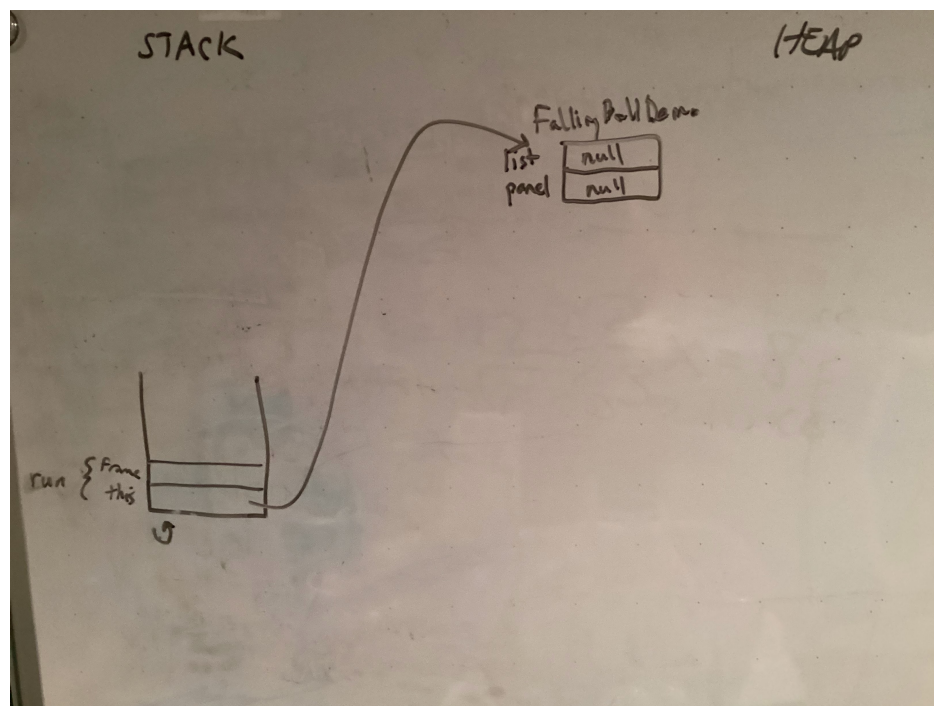 STACK
HEAP
FallingBallDemo
list
null
panel
null
run { Frame
this